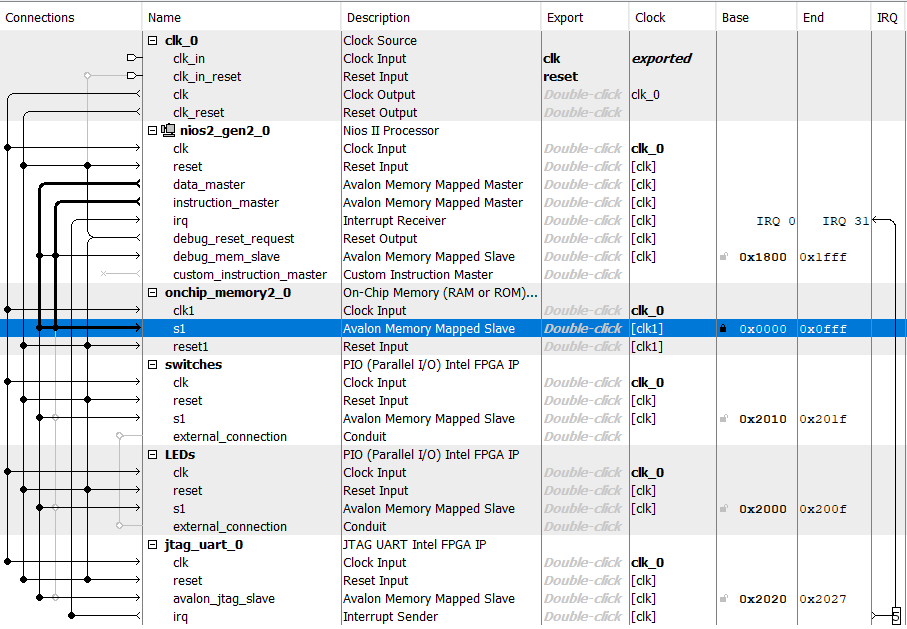 Connections Name Description Export Clock Base End IRQ
clk_0 Clock Source
clk_in Clock Input clk exported
clk_in_reset Reset Input reset
clk Clock Output Double-click clk_0
clk_reset Reset Output Double-click
nios2_gen2_0 Nios II Processor
clk Clock Input Double-click clk_0
reset Reset Input Double-click [clk]
data_master Avalon Memory Mapped Master Double-click [clk]
instruction_master Avalon Memory Mapped Master Double-click [clk]
irq Interrupt Receiver Double-click [clk] IRQ 0 IRQ 31
debug_reset_request Reset Output Double-click [clk]
debug_mem_slave Avalon Memory Mapped Slave Double-click [clk] 0x1800 0x1fff
custom_instruction_master Custom Instruction Master Double-click
onchip_memory2_0 On-Chip Memory (RAM or ROM)...
clk1 Clock Input Double-click clk_0
s1 Avalon Memory Mapped Slave Double-click [clk1] 0x0000 0x0fff
reset1 Reset Input Double-click [clk1]
switches PIO (Parallel I/O) Intel FPGA IP
clk Clock Input Double-click clk_0
reset Reset Input Double-click [clk]
s1 Avalon Memory Mapped Slave Double-click [clk] 0x2010 0x201f
external_connection Conduit Double-click
LEDs PIO (Parallel I/O) Intel FPGA IP
clk Clock Input Double-click clk_0
reset Reset Input Double-click [clk]
s1 Avalon Memory Mapped Slave Double-click [clk] 0x2000 0x200f
external_connection Conduit Double-click
jtag_uart_0 JTAG UART Intel FPGA IP
clk Clock Input Double-click clk_0
reset Reset Input Double-click [clk]
avalon_jtag_slave Avalon Memory Mapped Slave Double-click [clk] 0x2020 0x2027
irq Interrupt Sender Double-click [clk] 5